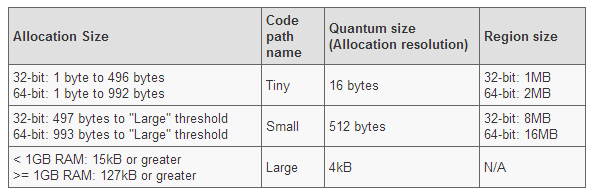 Allocation Size
Code
path
name
Quantum size
(Allocation resolution)
Region size
32-bit: 1 byte to 496 bytes
64-bit: 1 byte to 992 bytes
Tiny
16 bytes
32-bit: 1MB
64-bit: 2MB
32-bit: 497 bytes to "Large" threshold
64-bit: 993 bytes to "Large" threshold
Small
512 bytes
32-bit: 8MB
64-bit: 16MB
< 1GB RAM: 15kB or greater
>= 1GB RAM: 127kB or greater
Large
4kB
N/A